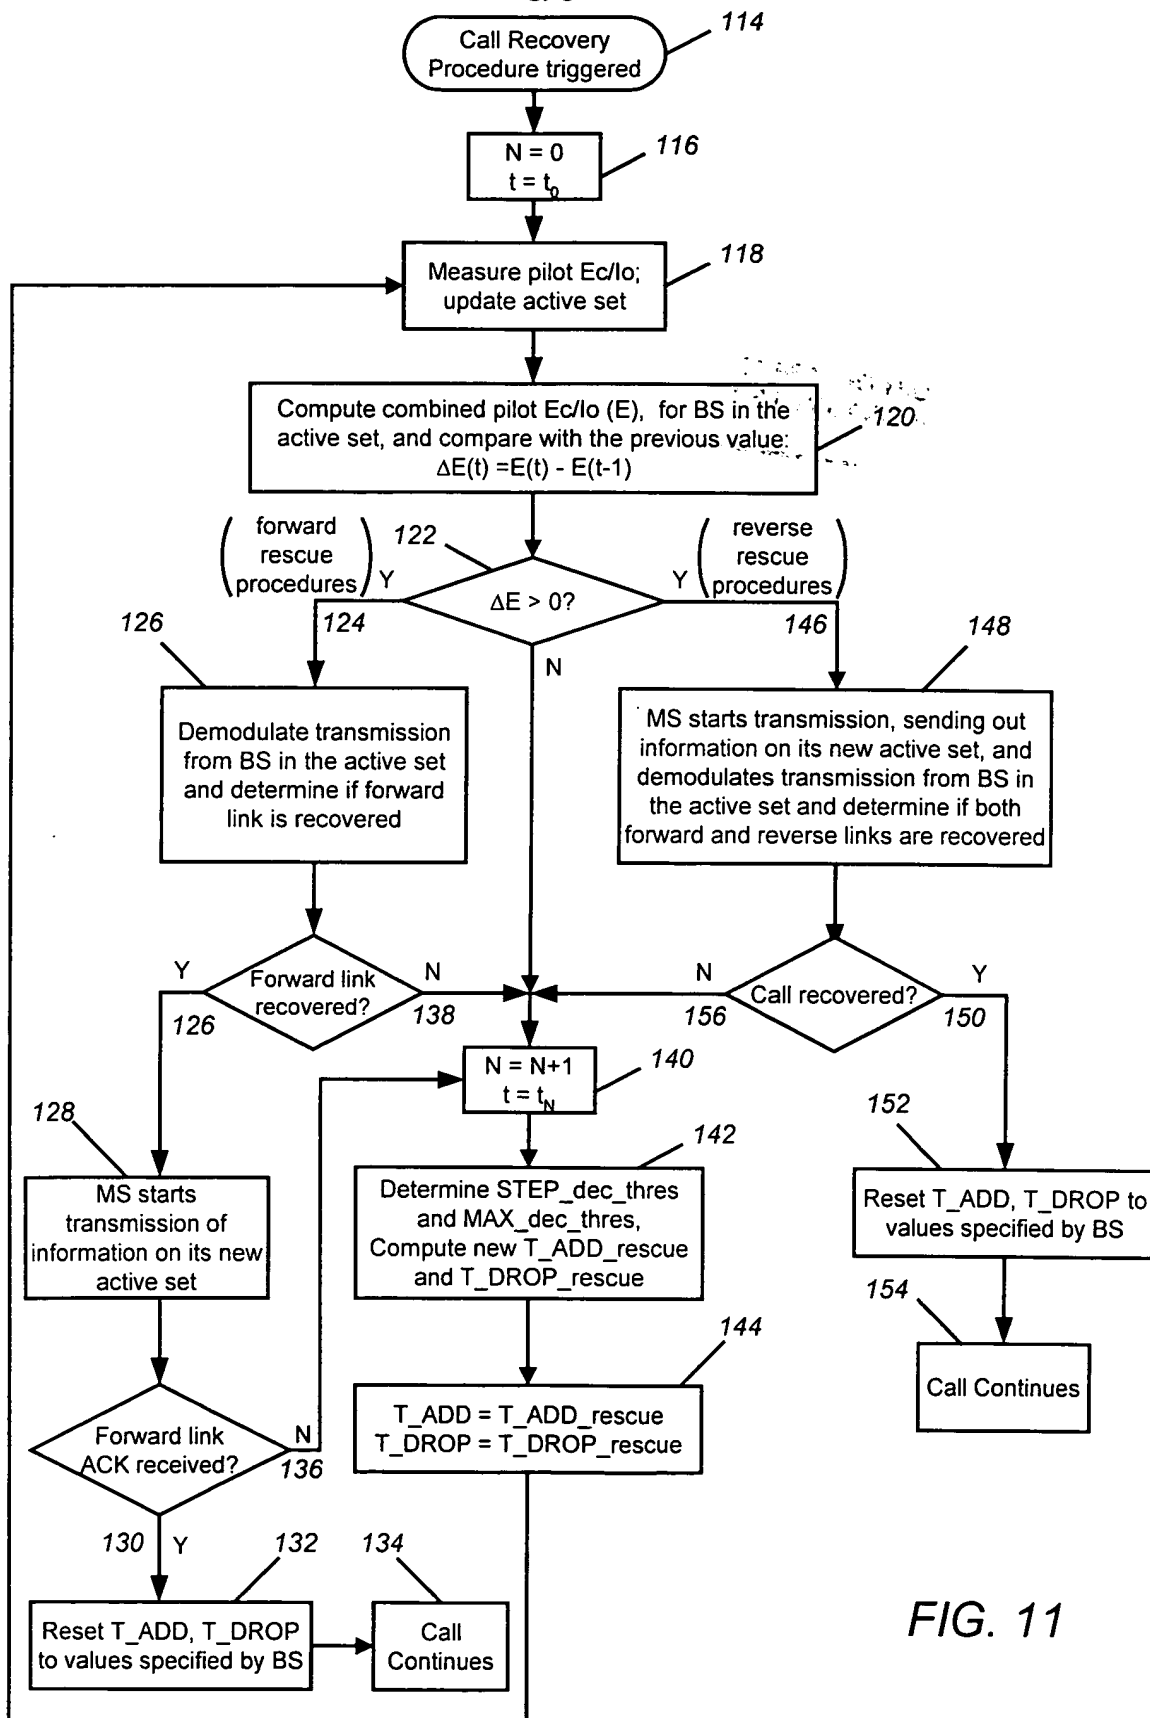 114
Call Recovery
Procedure triggered
116
N = 0
t = t0
118
Measure pilot Ec/Io;
update active set
120
Compute combined pilot Ec/Io (E), for BS in the
active set, and compare with the previous value:
ΔE(t) =E(t) - E(t-1)
(forward
rescue
procedures)
122
(reverse
rescue
procedures)
Y
ΔE > 0?
Y
124
146
N
126
Demodulate transmission
from BS in the active set
and determine if forward
link is recovered
148
MS starts transmission, sending out
information on its new active set, and
demodulates transmission from BS in
the active set and determine if both
forward and reverse links are recovered
Y
Forward link
recovered?
N
126
138
N
Call recovered?
Y
156
150
N = N+1
t = tN
140
128
MS starts
transmission of
information on its new
active set
142
Determine STEP_dec_thres
and MAX_dec_thres,
Compute new T_ADD_rescue
and T_DROP_rescue
152
Reset T_ADD, T_DROP to
values specified by BS
154
Call Continues
144
T_ADD = T_ADD_rescue
T_DROP = T_DROP_rescue
Forward link
ACK received?
N
136
130
Y
132
Reset T_ADD, T_DROP
to values specified by BS
134
Call
Continues
FIG. 11